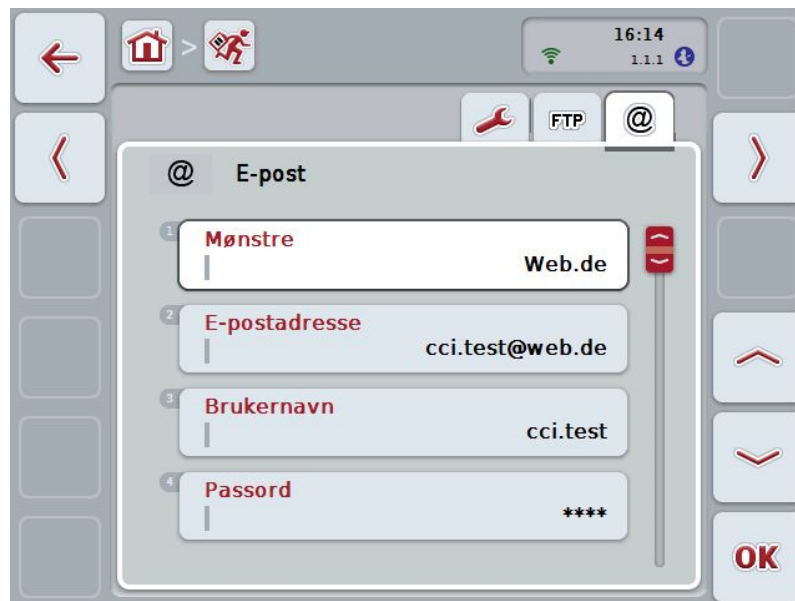 16:14
>
1.1.1
FTP
@
@ E-post
1
Mønstre
Web.de
2
E-postadresse
cci.test@web.de
3
Brukernavn
cci.test
4
Passord
****
OK